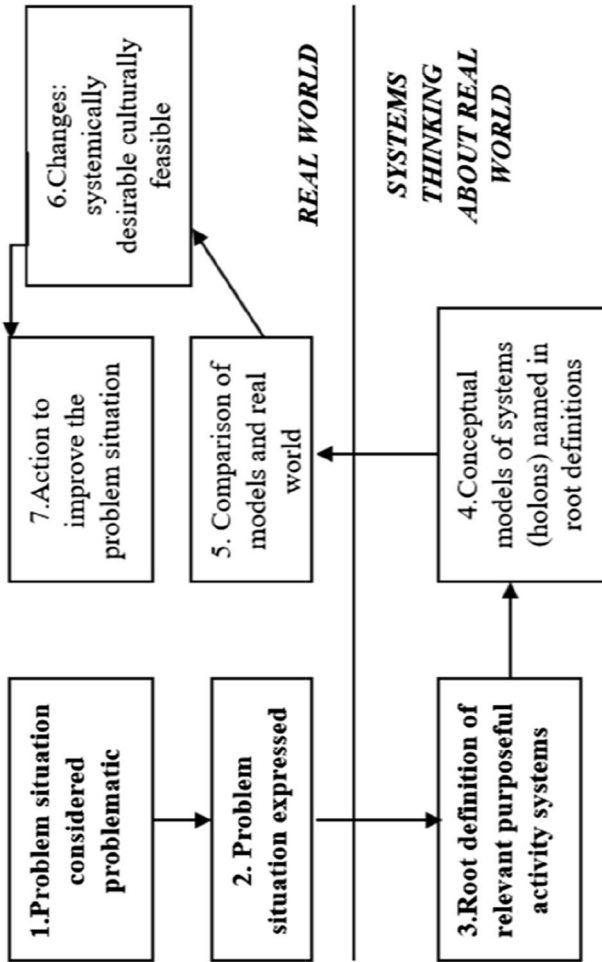 1.Problem situation
considered
problematic
2. Problem
situation expressed
3.Root definition of
relevant purposeful
activity systems
4.Conceptual
models of systems
(holons) named in
root definitions
5. Comparison of
models and real
world
6.Changes:
systemically
desirable culturally
feasible
7.Action to
improve the
problem situation
REAL WORLD
SYSTEMS
THINKING
ABOUT REAL
WORLD